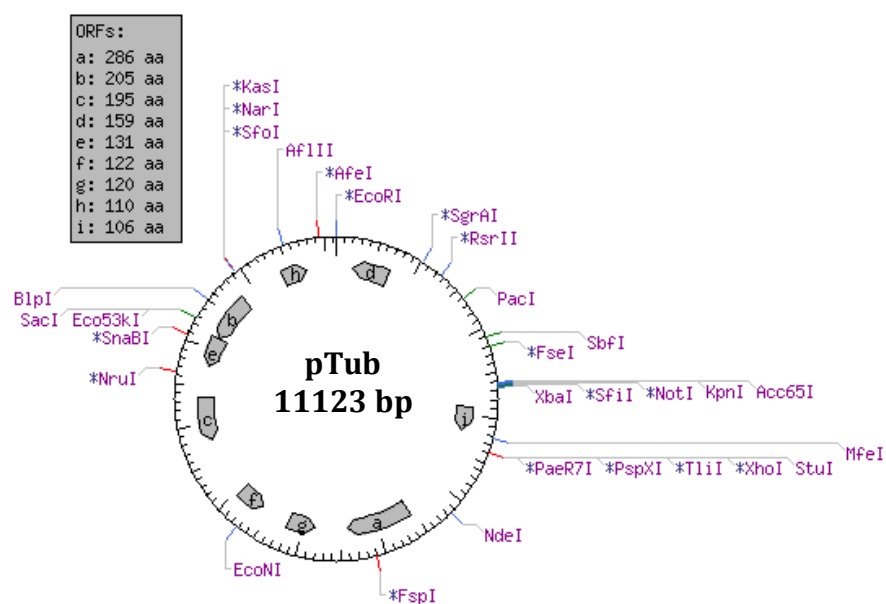 ORFs:
a: 286 aa
b: 205 aa
c: 195 aa
d: 159 aa
e: 131 aa
f: 122 aa
g: 120 aa
h: 110 aa
i: 106 aa
*KasI
*NarI
*SfoI
AflII
*AfeI
*EcoRI
*SgrAI
*RsrII
PacI
SbfI
*FseI
XbaI *SfiI *NotI KpnI Acc65I
MfeI
*PaeR7I *PspXI *TliI *XhoI StuI
NdeI
*FspI
EcoNI
*NruI
*SnaBI
SacI Eco53kI
BlpI
pTub
11123 bp
h
d
b
e
c
i
f
g
a